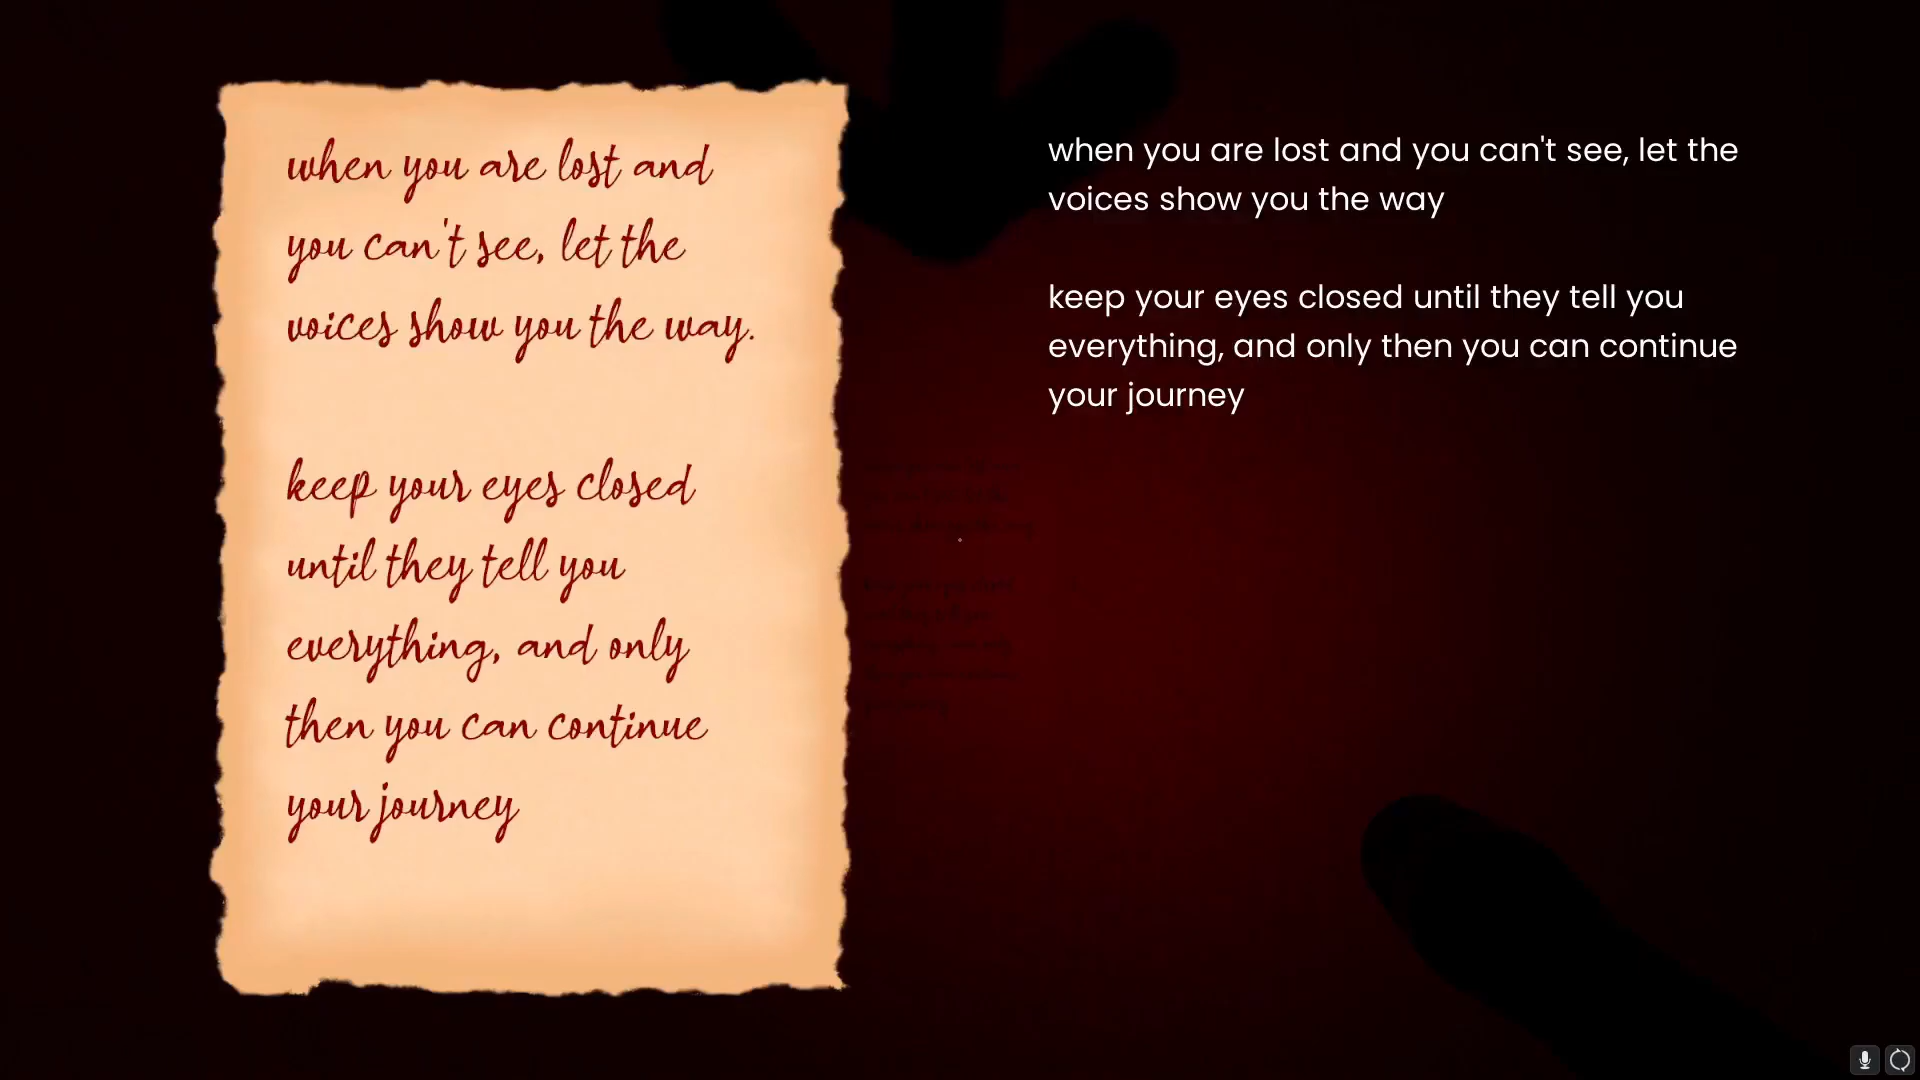 when you are lost and
you can't see, let the
voices show you the way.
keep your eyes closed
until they tell you
everything, and only
then you can continue
your journey
when you are lost and you can't see, let the
voices show you the way
keep your eyes closed until they tell you
everything, and only then you can continue
your journey